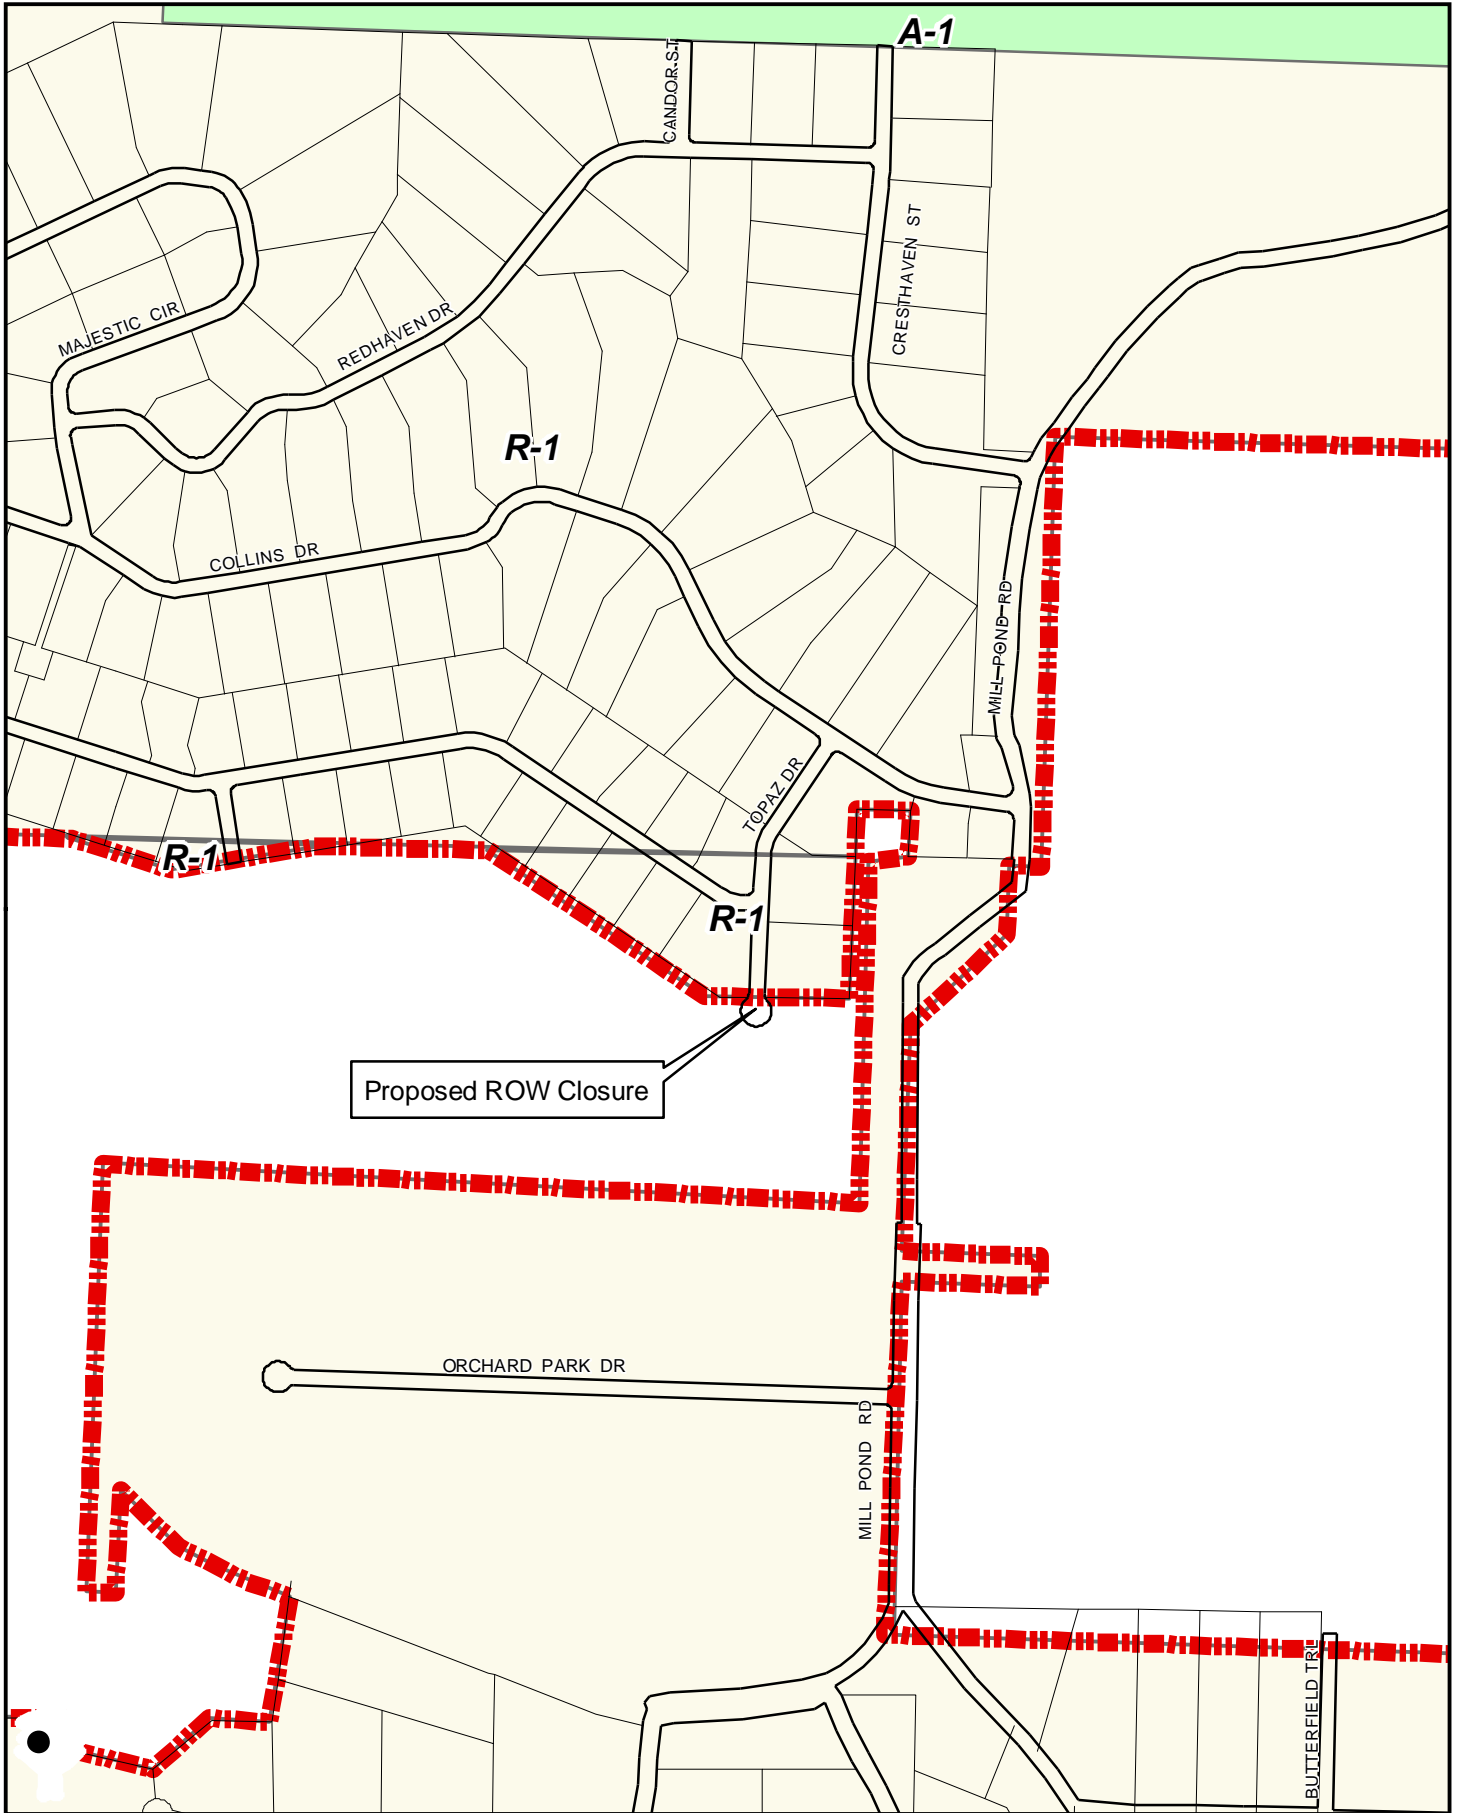 A-1
CANDOR ST
CRESTHAVEN ST
MAJESTIC CIR
REDHAVEN DR
R-1
COLLINS DR
MILL POND RD
TOPAZ DR
R-1
R-1
Proposed ROW Closure
ORCHARD PARK DR
MILL POND RD
BUTTERFIELD TRL